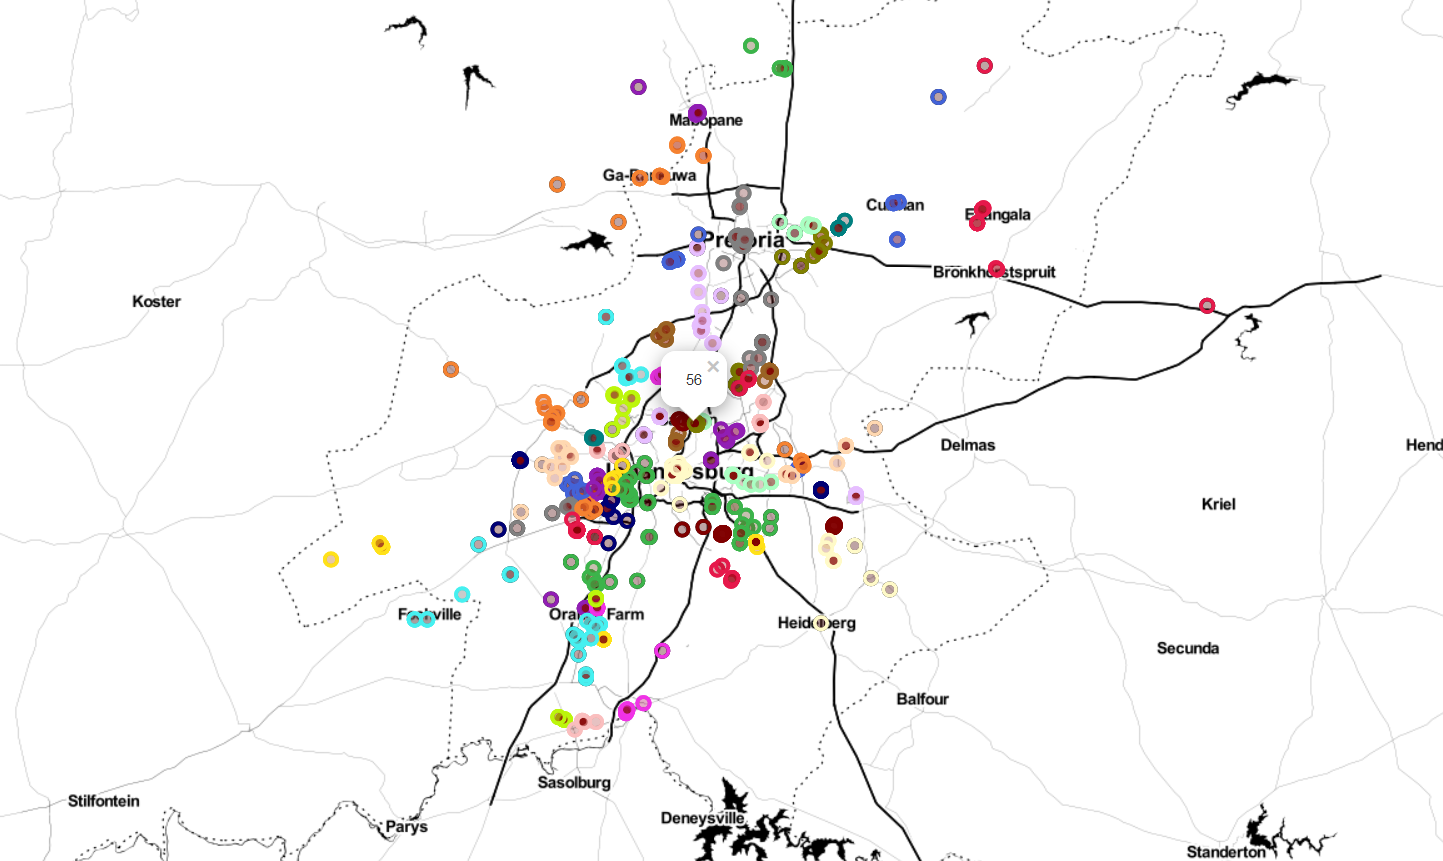 Mabopane
Ga-Rankuwa
Cullinan
Ekangala
Pretoria
Bronkhorstspruit
Koster
×
56
Delmas
Hend
Johannesburg
Kriel
Fochville
Orange Farm
Heidelberg
Secunda
Balfour
Sasolburg
Stilfontein
Deneysville
Parys
Standerton